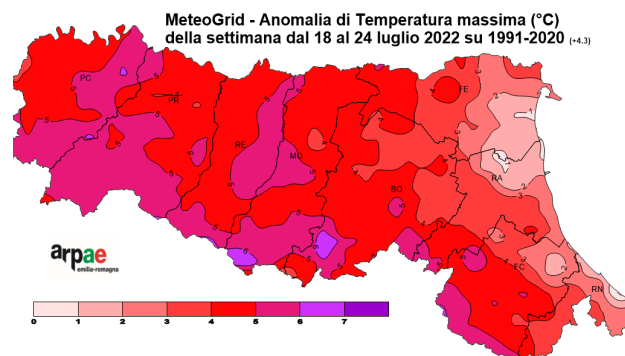 MeteoGrid - Anomalia di Temperatura massima (°C)
della settimana dal 18 al 24 luglio 2022 su 1991-2020 (+4.3)
PC
PR
RE
MO
BO
FE
RA
FC
RN
arpae
emilia-romagna
0 1 2 3 4 5 6 7